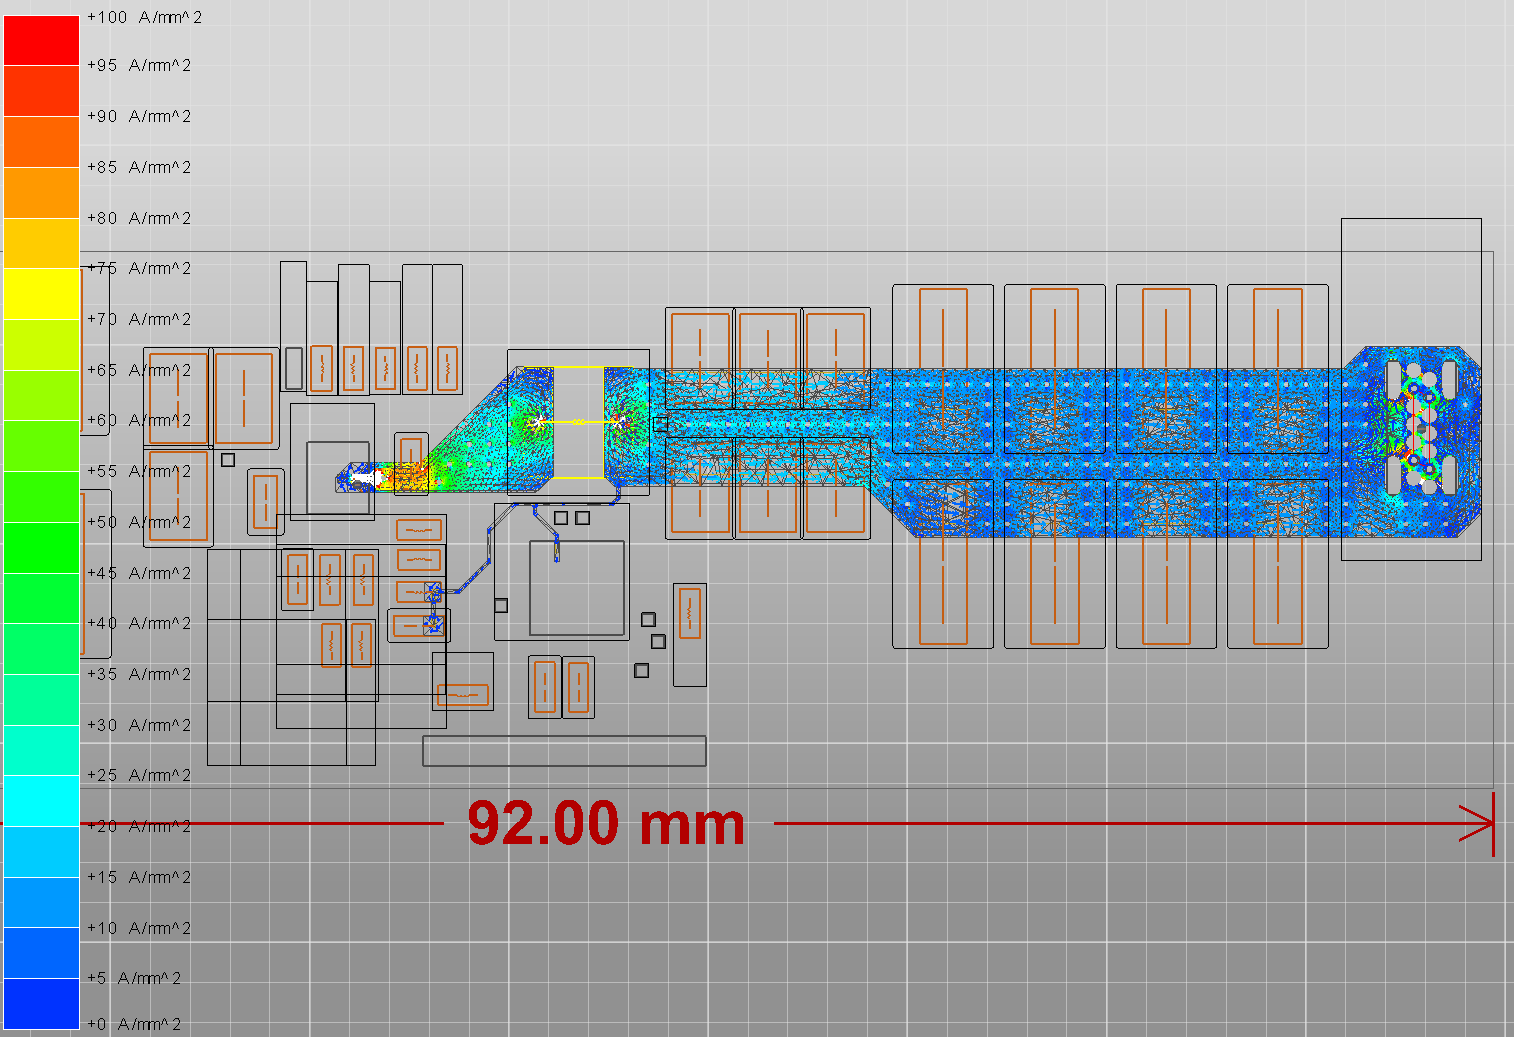 +100 A/mm^2
+95 A/mm^2
+90 A/mm^2
+85 A/mm^2
+80 A/mm^2
+75 A/mm^2
+70 A/mm^2
+65 A/mm^2
+60 A/mm^2
+55 A/mm^2
+50 A/mm^2
+45 A/mm^2
+40 A/mm^2
+35 A/mm^2
+30 A/mm^2
+25 A/mm^2
92.00 mm
+20 A/mm^2
+15 A/mm^2
+10 A/mm^2
+5 A/mm^2
+0 A/mm^2